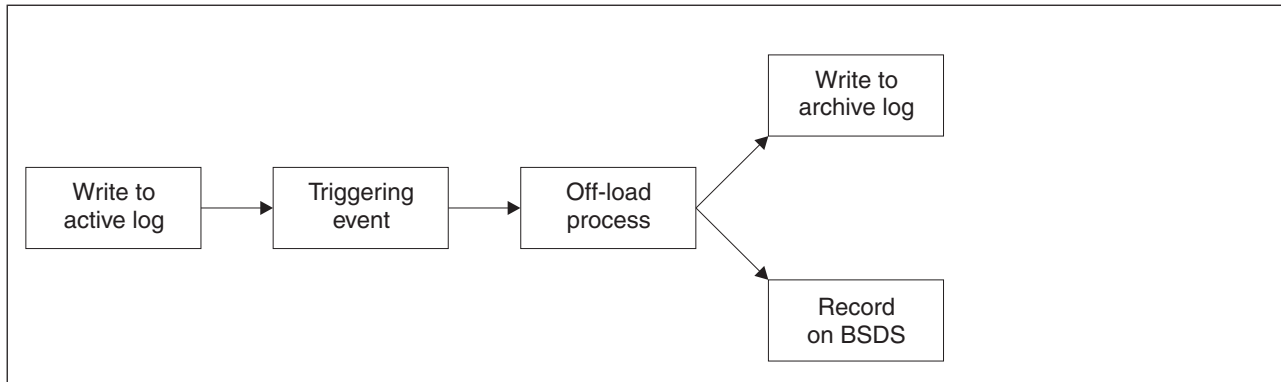 Write to
active log
Triggering
event
Off-load
process
Write to
archive log
Record
on BSDS